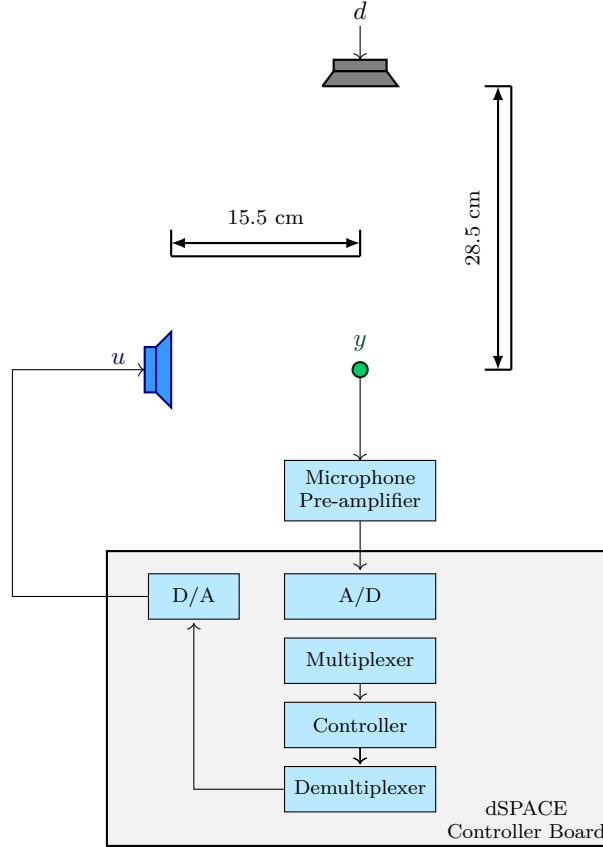 d
15.5 cm
28.5 cm
u
y
Microphone
Pre-amplifier
D/A
A/D
Multiplexer
Controller
Demultiplexer
dSPACE
Controller Board